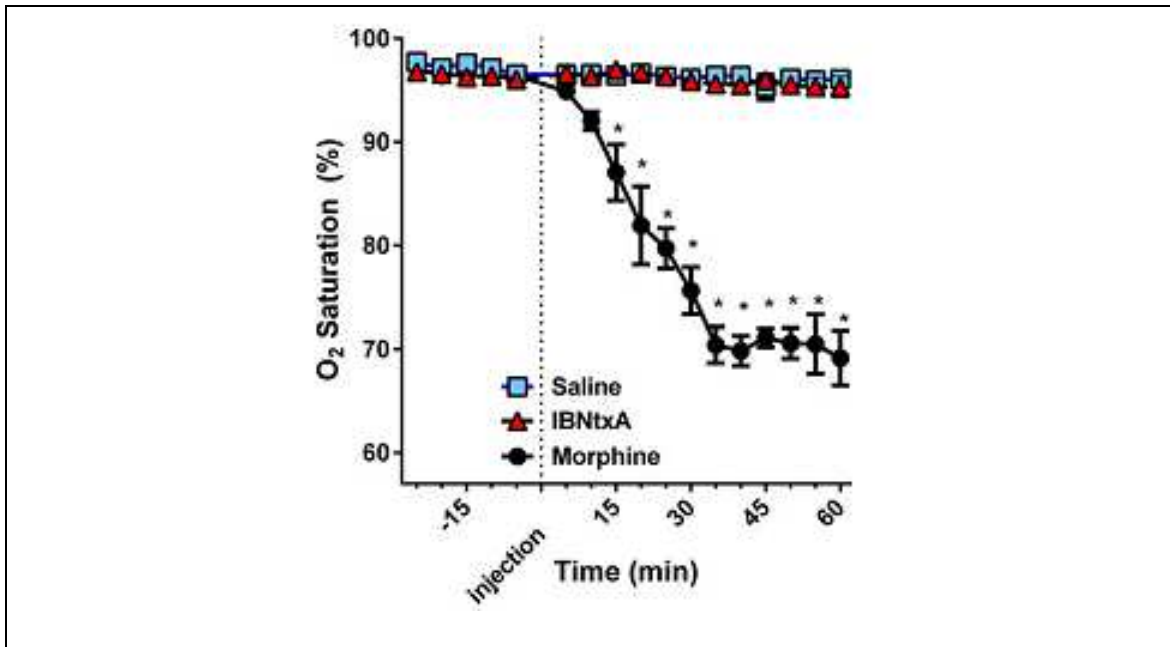 100
90
80
70
60
O₂ Saturation (%)
* * * * * * * * * *
Saline
IBNtxA
Morphine
-15 injection 15 30 45 60
Time (min)